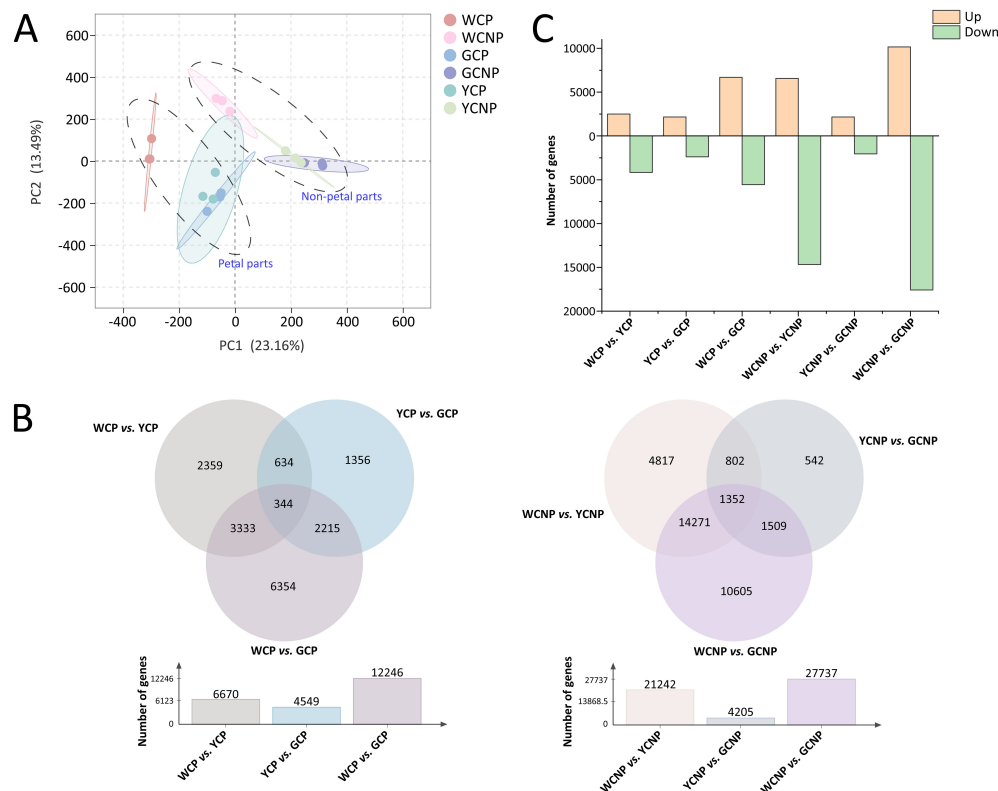 A
600
400
200
0
-200
-400
-600
PC2 (13.49%)
-400
-200
0
200
400
600
PC1 (23.16%)
Non-petal parts
Petal parts
WCP
WCNP
GCP
GCNP
YCP
YCNP
C
Up
Down
10000
5000
0
5000
10000
15000
20000
Number of genes
WCP vs. YCP
YCP vs. GCP
WCP vs. GCP
WCNP vs. YCNP
YCNP vs. GCNP
WCNP vs. GCNP
B
WCP vs. YCP
YCP vs. GCP
2359
634
1356
344
3333
2215
6354
WCP vs. GCP
Number of genes
12246
6123
0
6670
4549
12246
WCP vs. YCP
YCP vs. GCP
WCP vs. GCP
YCNP vs. GCNP
WCNP vs. YCNP
4817
802
542
1352
14271
1509
10605
WCNP vs. GCNP
Number of genes
27737
13868.5
0
21242
4205
27737
WCNP vs. YCNP
YCNP vs. GCNP
WCNP vs. GCNP